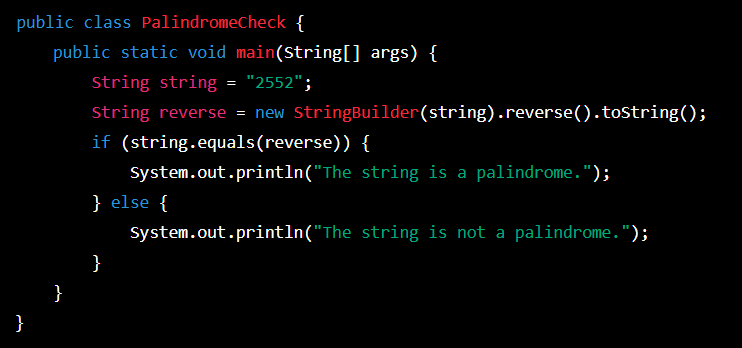 public class PalindromeCheck {
    public static void main(String[] args) {
        String string = "2552";
        String reverse = new StringBuilder(string).reverse().toString();
        if (string.equals(reverse)) {
            System.out.println("The string is a palindrome.");
        } else {
            System.out.println("The string is not a palindrome.");
        }
    }
}